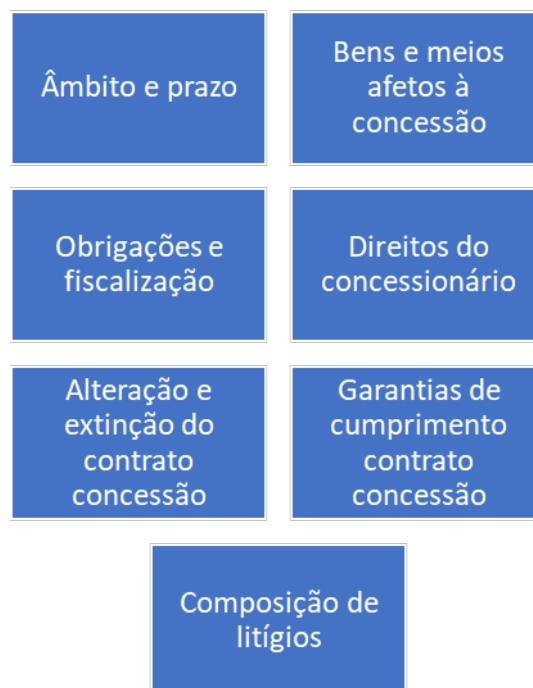 Âmbito e prazo
Bens e meios
afetos à
concessão
Obrigações e
fiscalização
Direitos do
concessionário
Alteração e
extinção do
contrato
concessão
Garantias de
cumprimento
contrato
concessão
Composição de
litígios